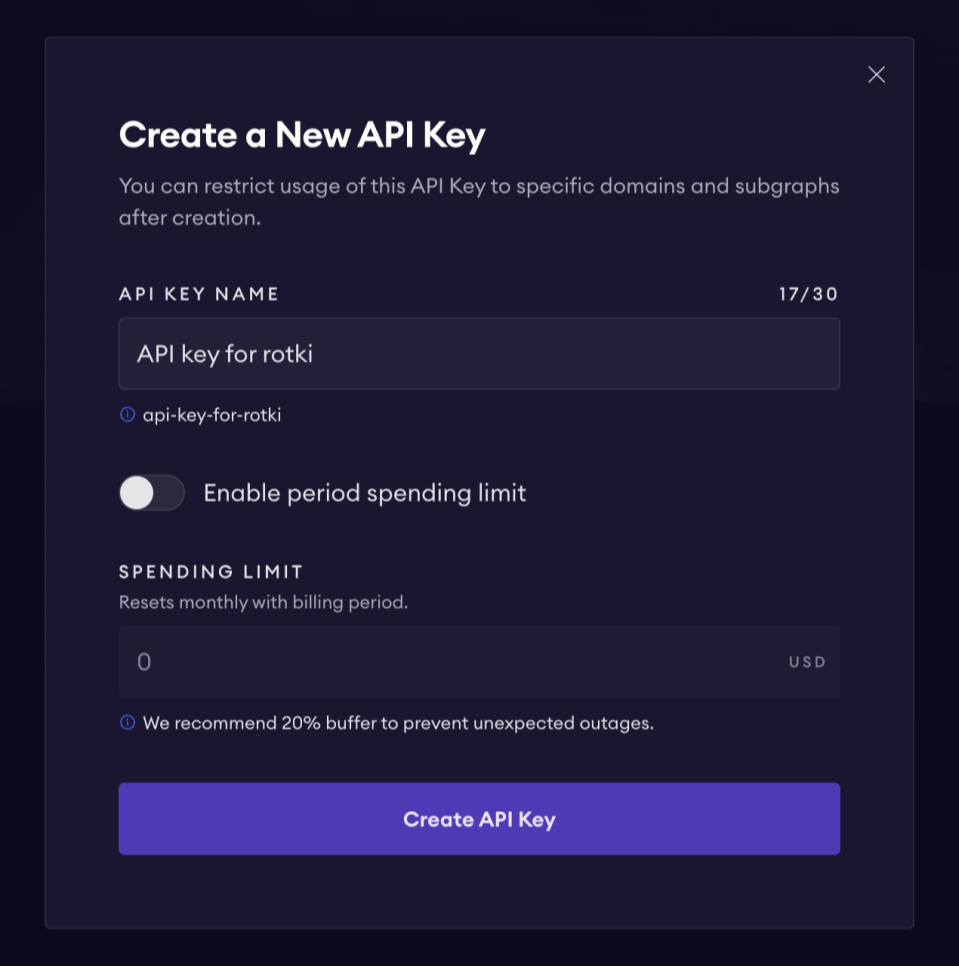 Create a New API Key
You can restrict usage of this API Key to specific domains and subgraphs
after creation.
API KEY NAME 17/30
API key for rotki
api-key-for-rotki
Enable period spending limit
SPENDING LIMIT
Resets monthly with billing period.
0 USD
We recommend 20% buffer to prevent unexpected outages.
Create API Key